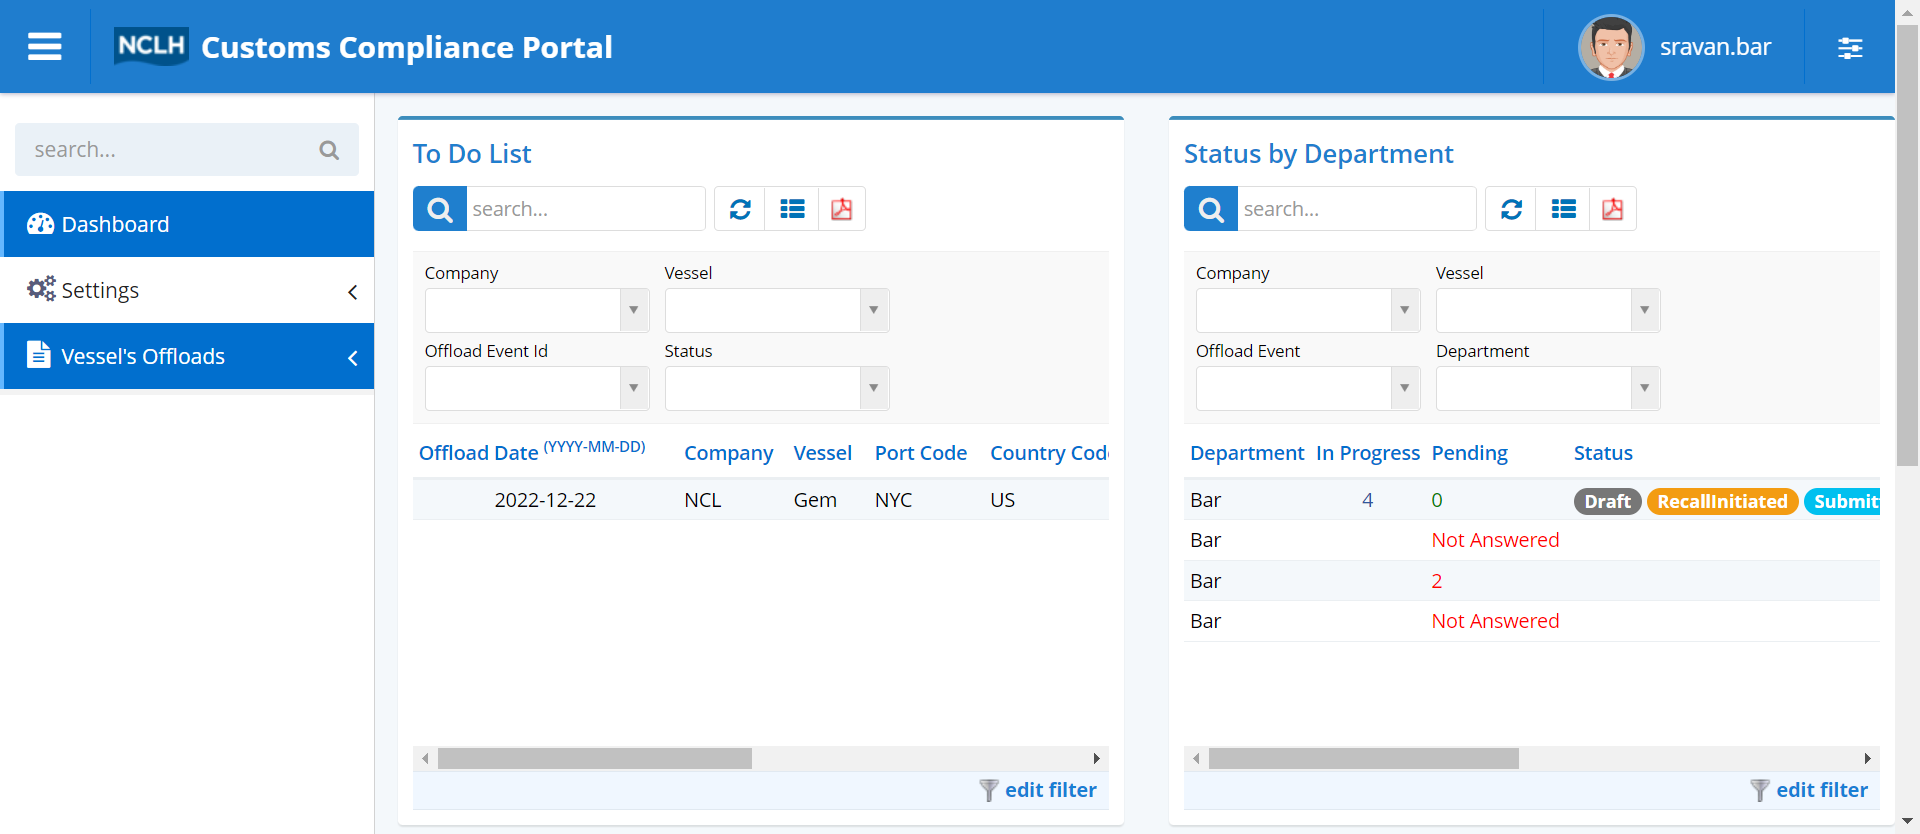 NCLH Customs Compliance Portal
sravan.bar
search...
Dashboard
Settings
Vessel's Offloads
To Do List
search...
Company Vessel
Offload Event Id Status
Offload Date (YYYY-MM-DD) Company Vessel Port Code Country Cod
2022-12-22 NCL Gem NYC US
edit filter
Status by Department
search...
Company Vessel
Offload Event Department
Department In Progress Pending Status
Bar 4 0 Draft RecallInitiated Submit
Bar Not Answered
Bar 2
Bar Not Answered
edit filter